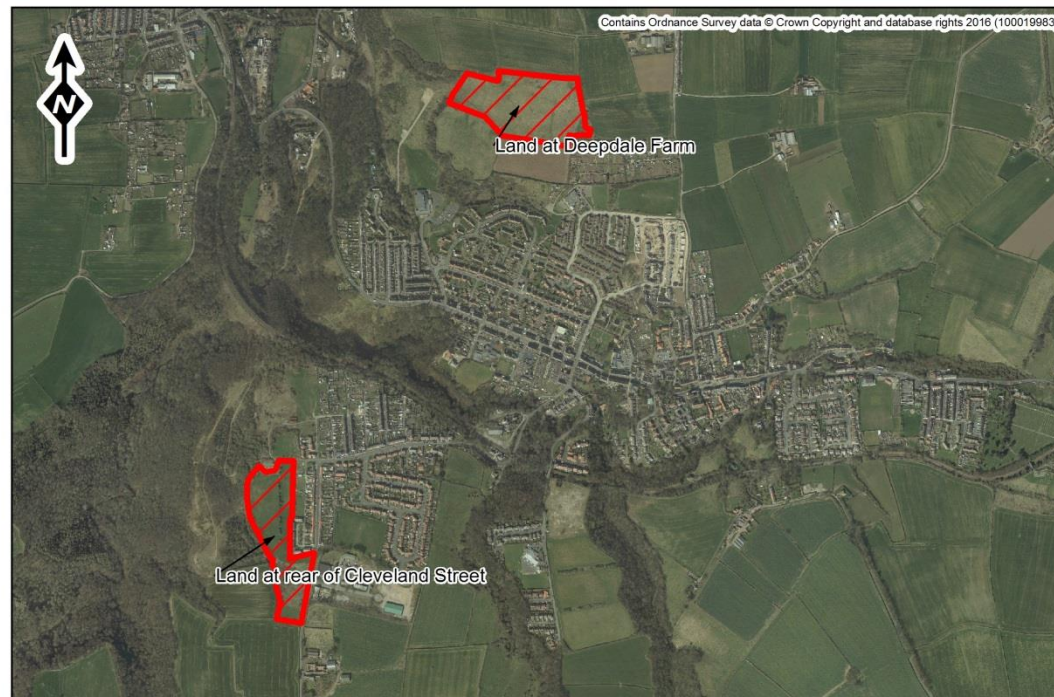 Contains Ordnance Survey data © Crown Copyright and database rights 2016 (100019983
N
Land at Deepdale Farm
Land at rear of Cleveland Street